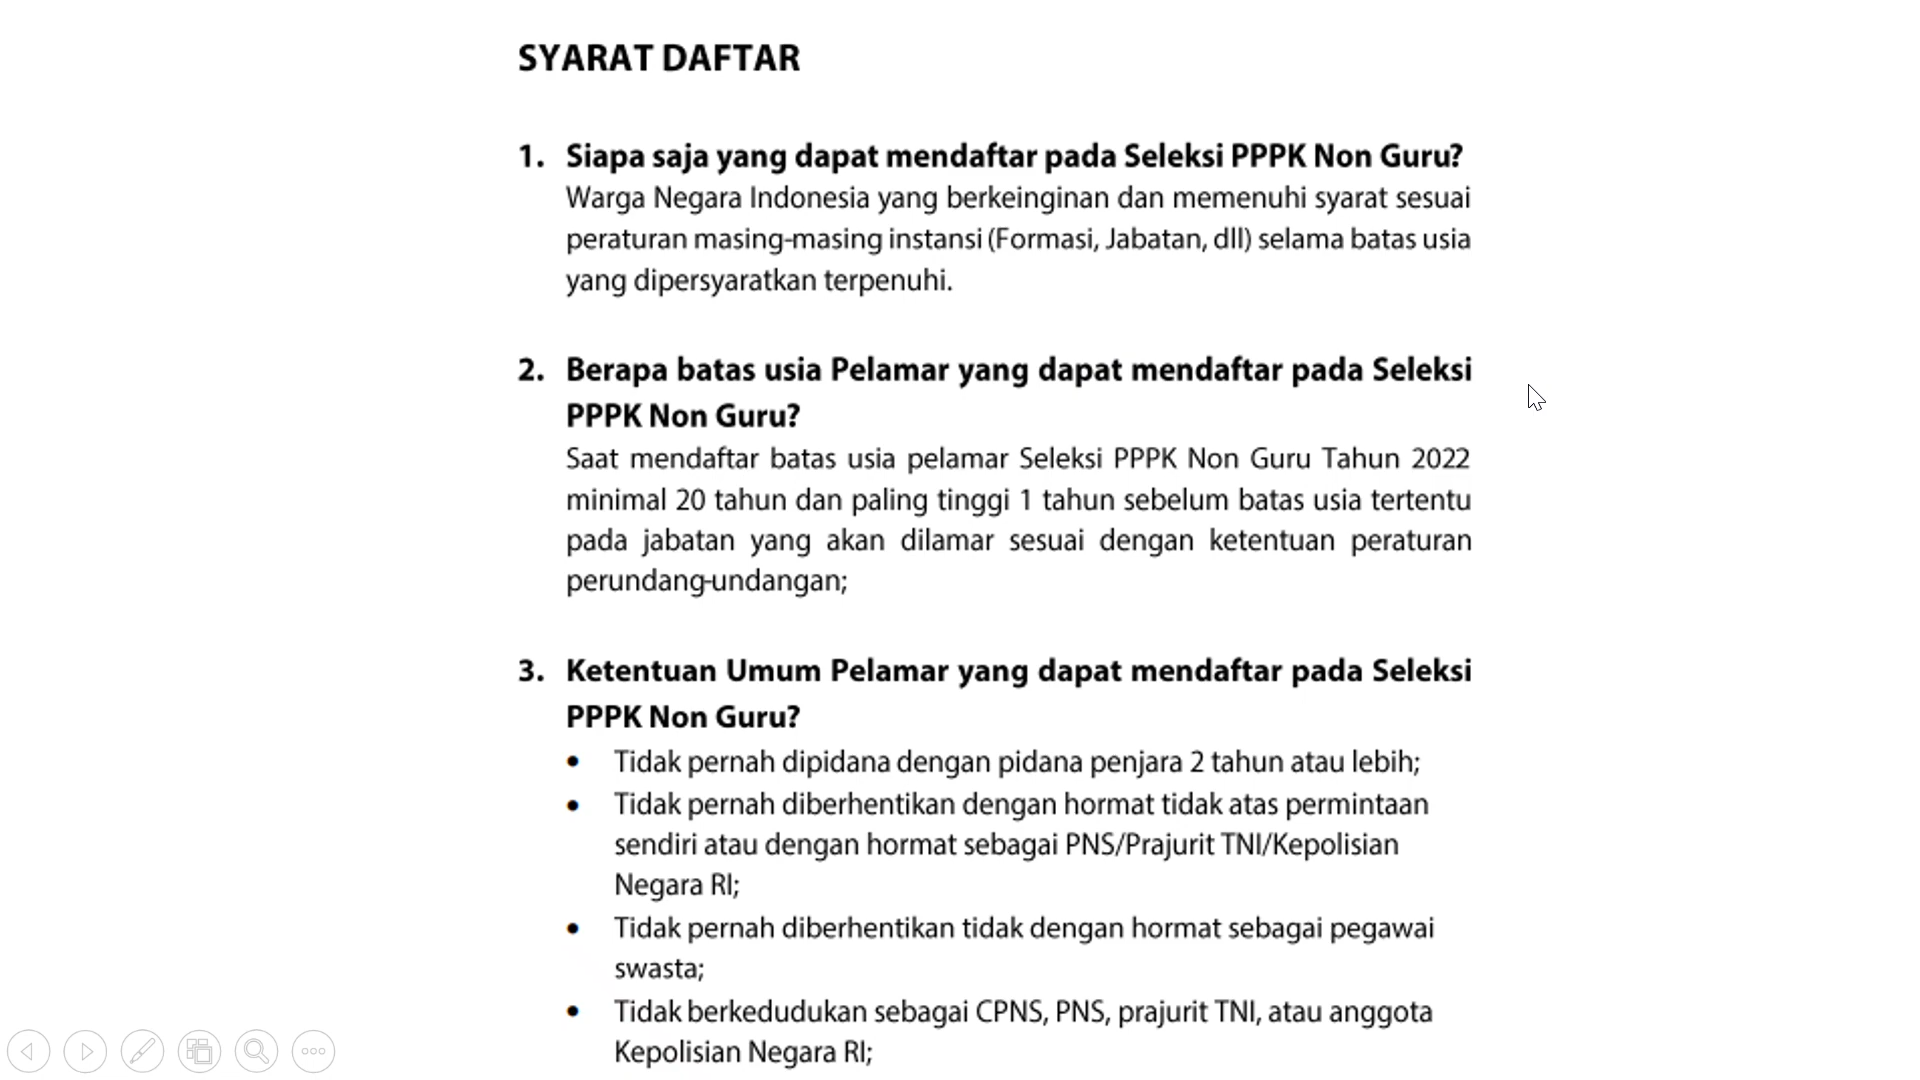 SYARAT DAFTAR
1. Siapa saja yang dapat mendaftar pada Seleksi PPPK Non Guru?
Warga Negara Indonesia yang berkeinginan dan memenuhi syarat sesuai
peraturan masing-masing instansi (Formasi, Jabatan, dll) selama batas usia
yang dipersyaratkan terpenuhi.
2. Berapa batas usia Pelamar yang dapat mendaftar pada Seleksi
PPPK Non Guru?
Saat mendaftar batas usia pelamar Seleksi PPPK Non Guru Tahun 2022
minimal 20 tahun dan paling tinggi 1 tahun sebelum batas usia tertentu
pada jabatan yang akan dilamar sesuai dengan ketentuan peraturan
perundang-undangan;
3. Ketentuan Umum Pelamar yang dapat mendaftar pada Seleksi
PPPK Non Guru?
• Tidak pernah dipidana dengan pidana penjara 2 tahun atau lebih;
• Tidak pernah diberhentikan dengan hormat tidak atas permintaan
sendiri atau dengan hormat sebagai PNS/Prajurit TNI/Kepolisian
Negara RI;
• Tidak pernah diberhentikan tidak dengan hormat sebagai pegawai
swasta;
• Tidak berkedudukan sebagai CPNS, PNS, prajurit TNI, atau anggota
Kepolisian Negara RI;